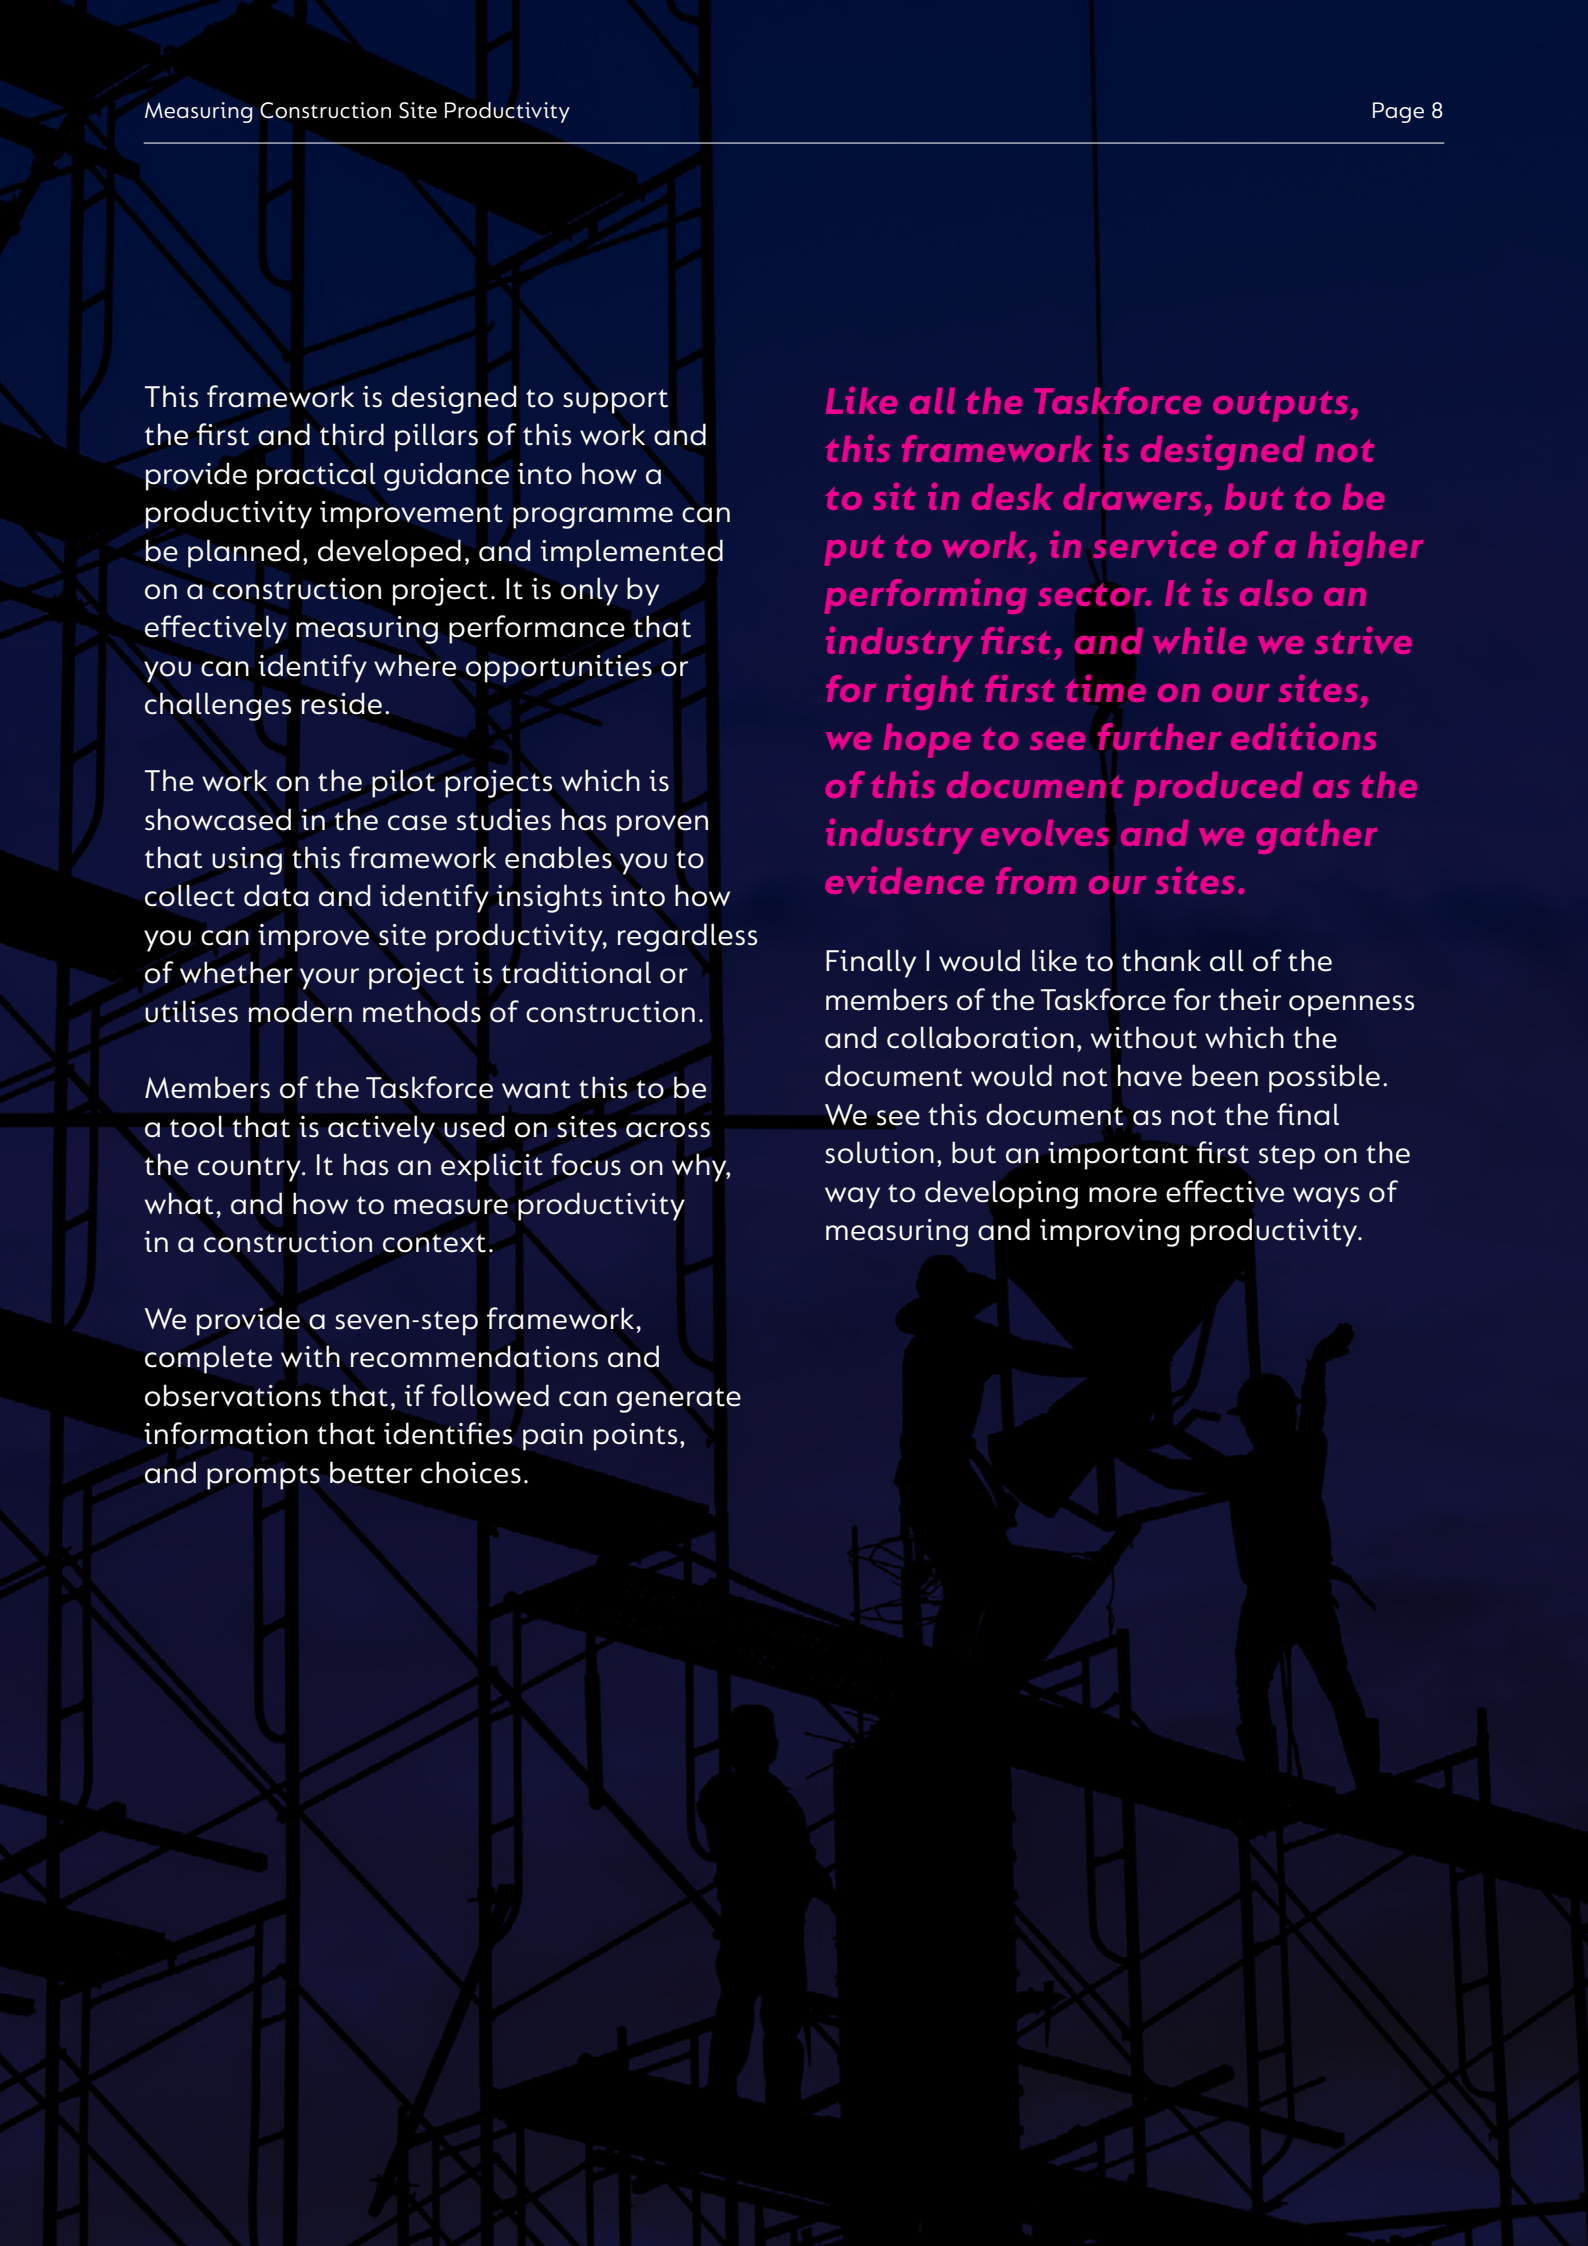 Measuring Construction Site Productivity
Page 8
This framework is designed to support
the first and third pillars of this work and
provide practical guidance into how a
productivity improvement programme can
be planned, developed, and implemented
on a construction project. It is only by
effectively measuring performance that
you can identify where opportunities or
challenges reside.
The work on the pilot projects which is
showcased in the case studies has proven
that using this framework enables you to
collect data and identify insights into how
you can improve site productivity, regardless
of whether your project is traditional or
utilises modern methods of construction.
Members of the Taskforce want this to be
a tool that is actively used on sites across
the country. It has an explicit focus on why,
what, and how to measure productivity
in a construction context.
We provide a seven-step framework,
complete with recommendations and
observations that, if followed can generate
information that identifies pain points,
and prompts better choices.
Like all the Taskforce outputs,
this framework is designed not
to sit in desk drawers, but to be
put to work, in service of a higher
performing sector. It is also an
industry first, and while we strive
for right first time on our sites,
we hope to see further editions
of this document produced as the
industry evolves and we gather
evidence from our sites.
Finally I would like to thank all of the
members of the Taskforce for their openness
and collaboration, without which the
document would not have been possible.
We see this document as not the final
solution, but an important first step on the
way to developing more effective ways of
measuring and improving productivity.